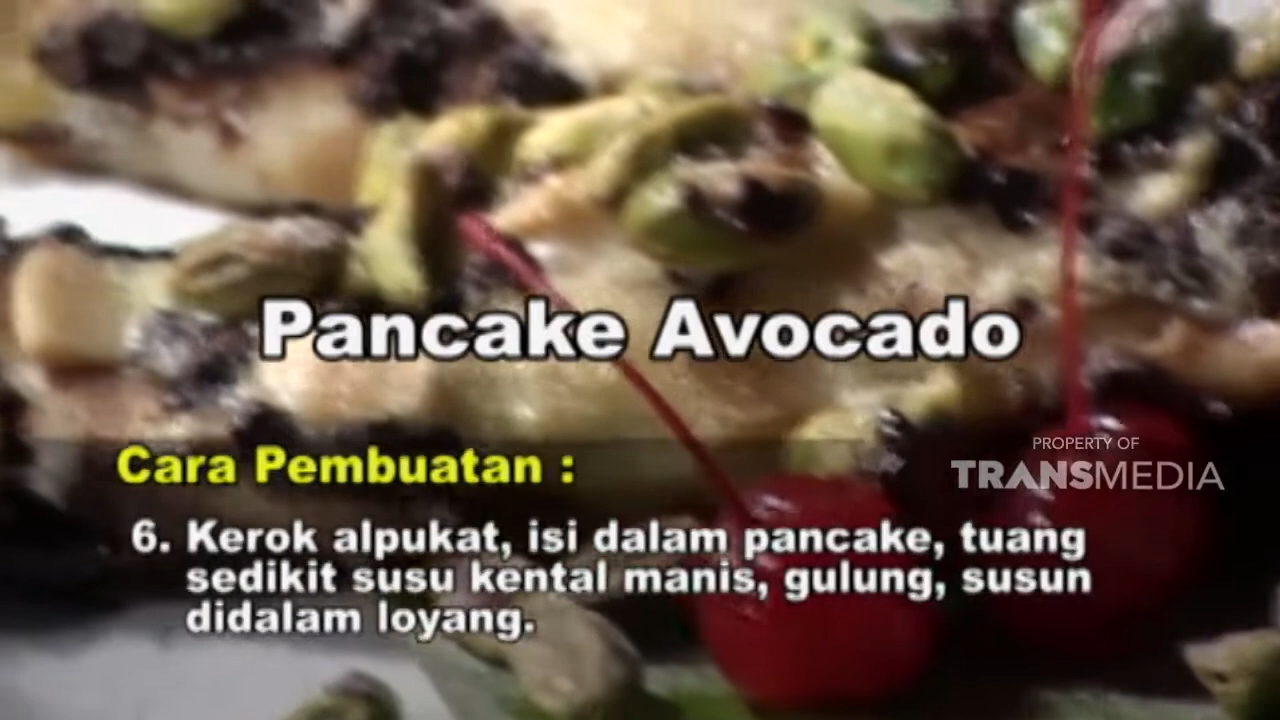 Pancake Avocado
Cara Pembuatan :
PROPERTY OF
TRANSMEDIA
6. Kerok alpukat, isi dalam pancake, tuang
sedikit susu kental manis, gulung, susun
didalam loyang.